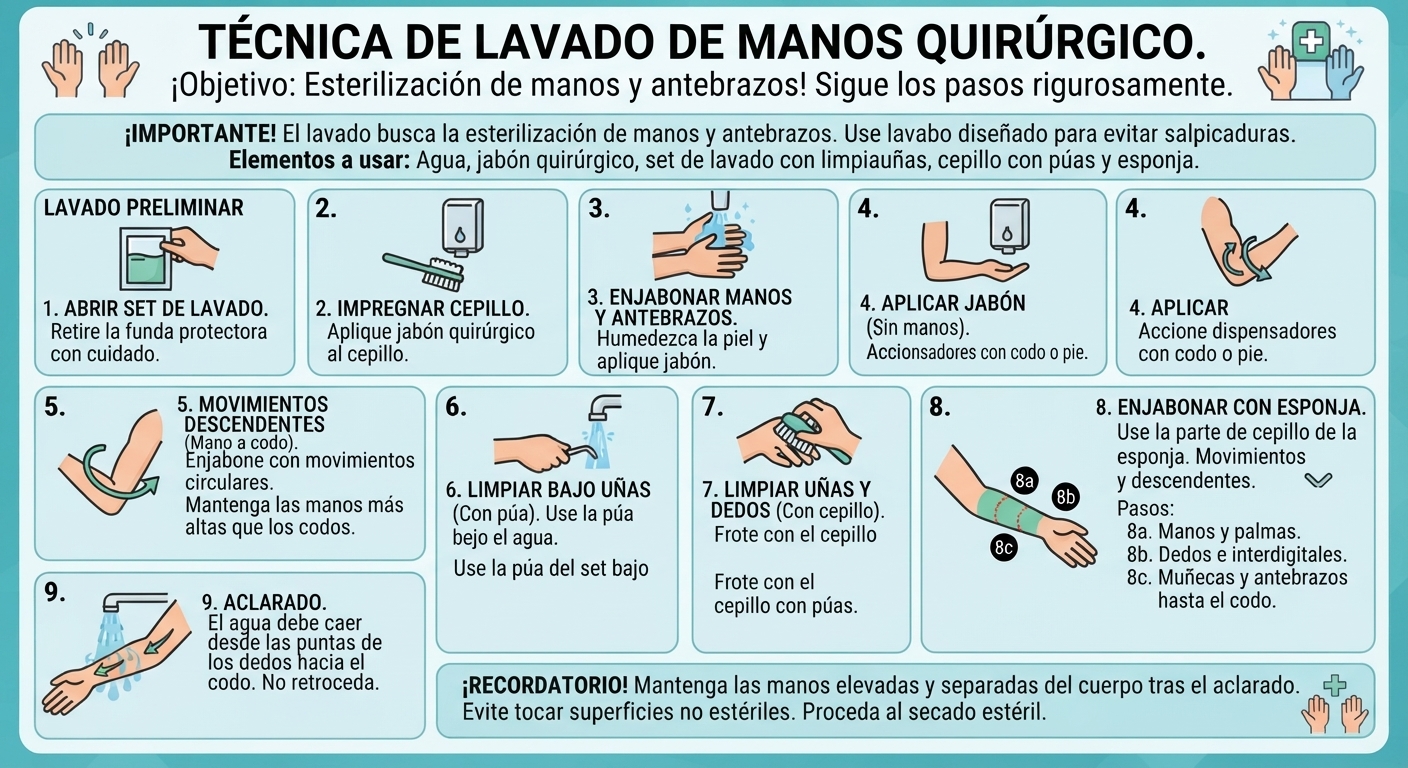 TÉCNICA DE LAVADO DE MANOS QUIRÚRGICO.
¡Objetivo: Esterilización de manos y antebrazos! Sigue los pasos rigurosamente.
¡IMPORTANTE! El lavado busca la esterilización de manos y antebrazos. Use lavabo diseñado para evitar salpicaduras.
Elementos a usar: Agua, jabón quirúrgico, set de lavado con limpiauñas, cepillo con púas y esponja.
LAVADO PRELIMINAR
1. ABRIR SET DE LAVADO.
Retire la funda protectora
con cuidado.
2.
2. IMPREGNAR CEPILLO.
Aplique jabón quirúrgico
al cepillo.
3.
3. ENJABONAR MANOS
Y ANTEBRAZOS.
Humedezca la piel y
aplique jabón.
4.
4. APLICAR JABÓN
(Sin manos).
Accionsadores con codo o pie.
4.
4. APLICAR
Accione dispensadores
con codo o pie.
5.
5. MOVIMIENTOS
DESCENDENTES
(Mano a codo).
Enjabone con movimientos
circulares.
Mantenga las manos más
altas que los codos.
6.
6. LIMPIAR BAJO UÑAS
(Con púa). Use la púa
bejo el agua.
Use la púa del set bajo
7.
7. LIMPIAR UÑAS Y
DEDOS (Con cepillo).
Frote con el cepillo
Frote con el
cepillo con púas.
8.
8a
8b
8c
8. ENJABONAR CON ESPONJA.
Use la parte de cepillo de la
esponja. Movimientos
y descendentes.
Pasos:
8a. Manos y palmas.
8b. Dedos e interdigitales.
8c. Muñecas y antebrazos
hasta el codo.
9.
9. ACLARADO.
El agua debe caer
desde las puntas de
los dedos hacia el
codo. No retroceda.
¡RECORDATORIO! Mantenga las manos elevadas y separadas del cuerpo tras el aclarado.
Evite tocar superficies no estériles. Proceda al secado estéril.